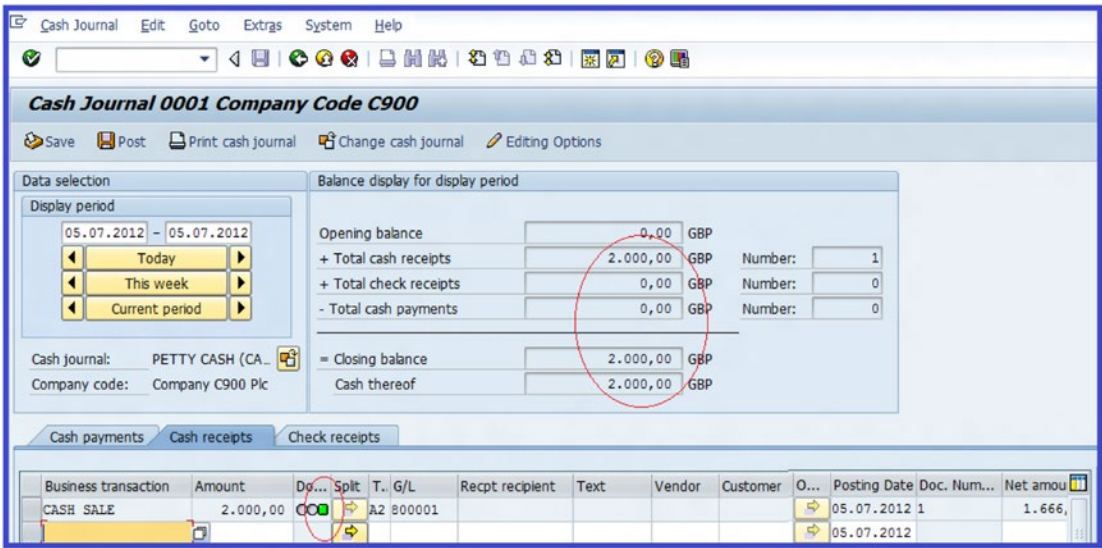 Cash Journal Edit Goto Extras System Help
Cash Journal 0001 Company Code C900
Save Post Print cash journal Change cash journal Editing Options
Data selection
Display period
05.07.2012 - 05.07.2012
Today
This week
Current period
Cash journal: PETTY CASH (CA..
Company code: Company C900 Plc
Balance display for display period
Opening balance 0,00 GBP
+ Total cash receipts 2.000,00 GBP Number: 1
+ Total check receipts 0,00 GBP Number: 0
- Total cash payments 0,00 GBP Number: 0
= Closing balance 2.000,00 GBP
Cash thereof 2.000,00 GBP
Cash payments Cash receipts Check receipts
Business transaction Amount Do... Split T.. G/L Recpt recipient Text Vendor Customer O... Posting Date Doc. Num... Net amou
CASH SALE 2.000,00 A2 800001 05.07.2012 1 1.666,
05.07.2012